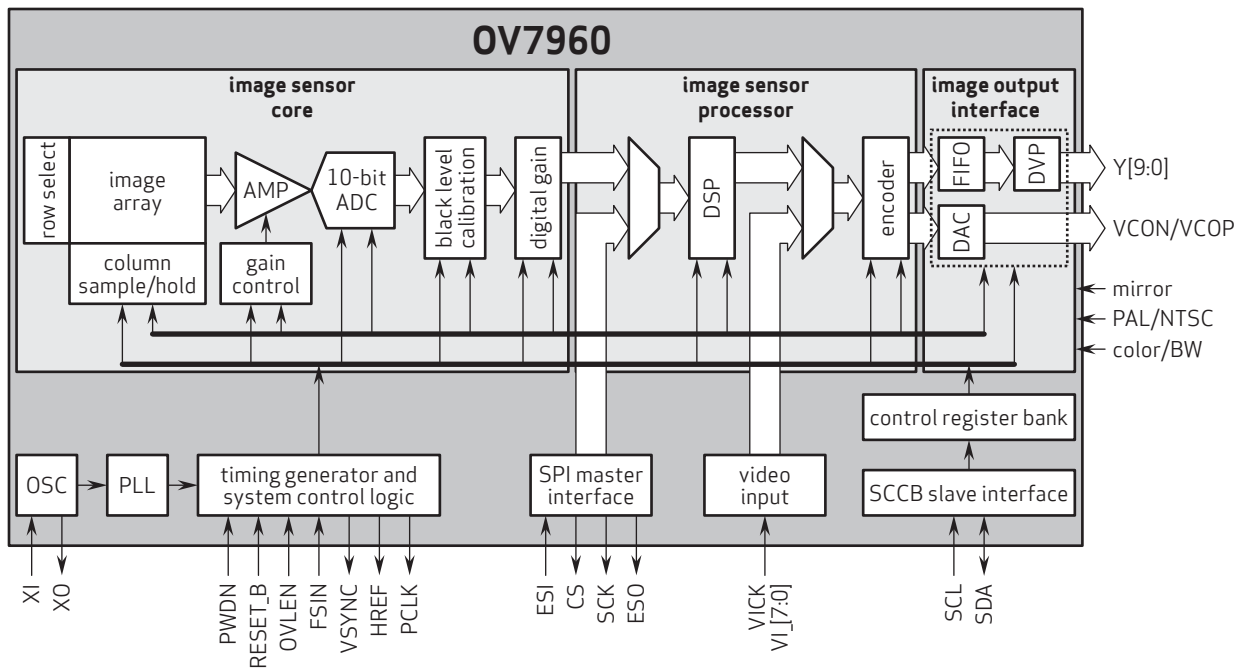 OV7960
image sensor
core
image sensor
processor
image output
interface
row select
image
array
AMP
10-bit
ADC
black level
calibration
digital gain
DSP
encoder
FIFO
DVP
DAC
Y[9:0]
VCON/VCOP
column
sample/hold
gain
control
mirror
PAL/NTSC
color/BW
control register bank
OSC
PLL
timing generator and
system control logic
SPI master
interface
video
input
SCCB slave interface
XI
XO
PWDN
RESET_B
OVLEN
FSIN
VSYNC
HREF
PCLK
ESI
CS
SCK
ESO
VICK
VI_[7:0]
SCL
SDA